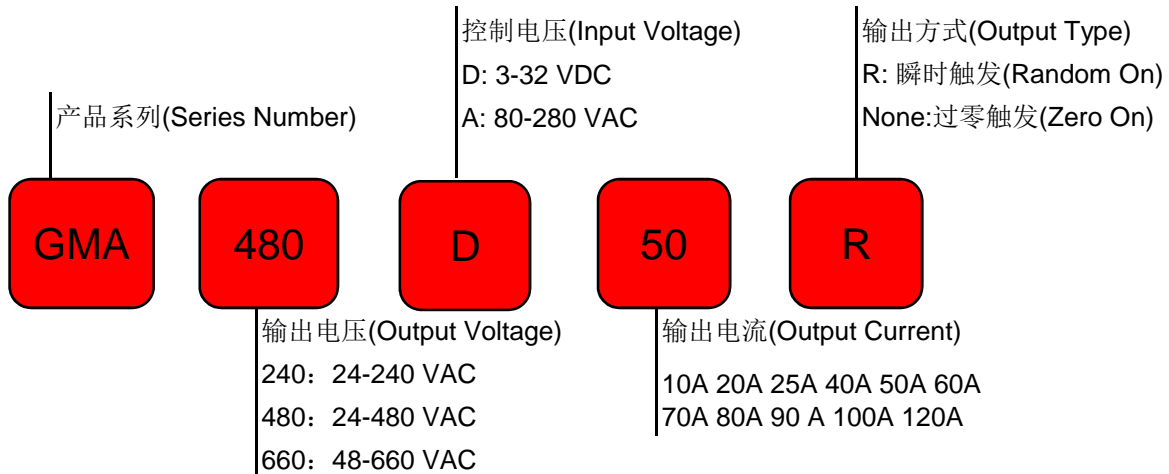 控制电压(Input Voltage)
D: 3-32 VDC
A: 80-280 VAC
输出方式(Output Type)
R: 瞬时触发(Random On)
None:过零触发(Zero On)
产品系列(Series Number)
GMA
480
D
50
R
输出电压(Output Voltage)
240：24-240 VAC
480：24-480 VAC
660：48-660 VAC
输出电流(Output Current)
10A 20A 25A 40A 50A 60A
70A 80A 90 A 100A 120A